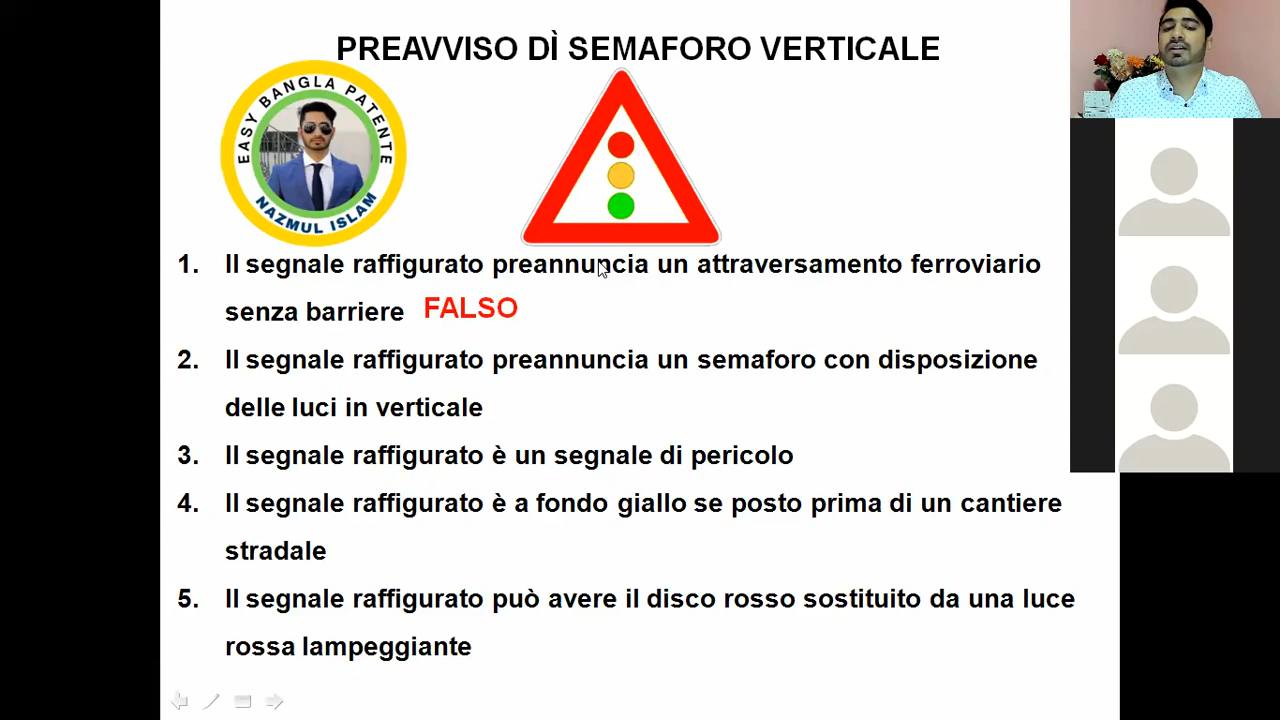 PREAVVISO DÌ SEMAFORO VERTICALE
EASY BANGLA PATENTE
NAZMUL ISLAM
1. Il segnale raffigurato preannuncia un attraversamento ferroviario
senza barriere FALSO
2. Il segnale raffigurato preannuncia un semaforo con disposizione
delle luci in verticale
3. Il segnale raffigurato è un segnale di pericolo
4. Il segnale raffigurato è a fondo giallo se posto prima di un cantiere
stradale
5. Il segnale raffigurato può avere il disco rosso sostituito da una luce
rossa lampeggiante